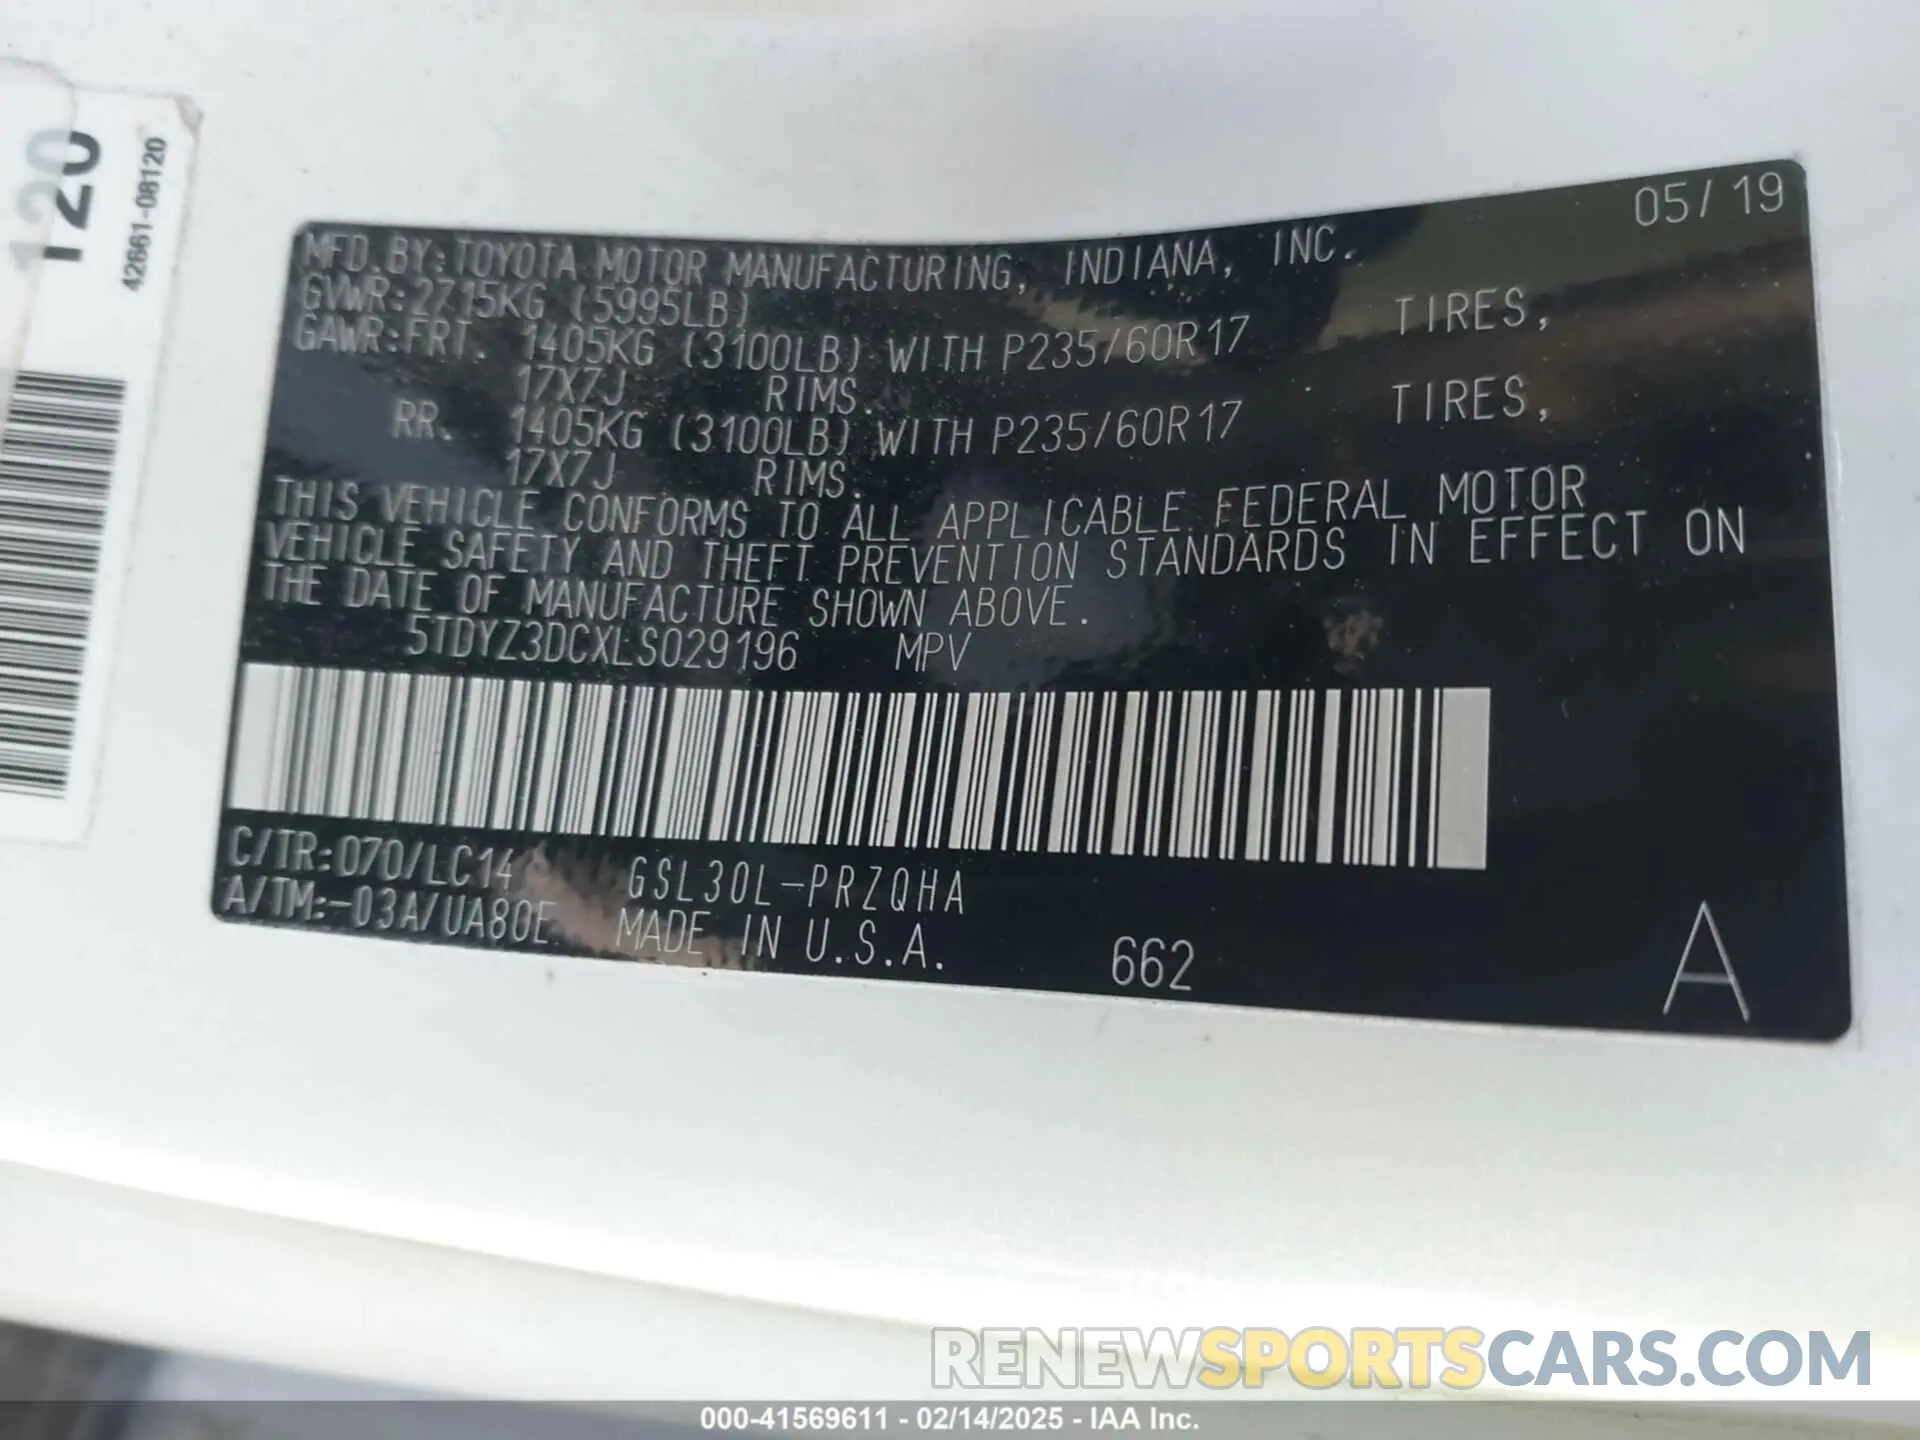 120
42661-08120
05/19
MFD.BY:TOYOTA MOTOR MANUFACTURING, INDIANA, INC.
GVWR:2715KG (5995LB)
GAWR:FRT. 1405KG (3100LB) WITH P235/60R17 TIRES,
17X7J RIMS.
RR. 1405KG (3100LB) WITH P235/60R17 TIRES,
17X7J RIMS.
THIS VEHICLE CONFORMS TO ALL APPLICABLE FEDERAL MOTOR
VEHICLE SAFETY AND THEFT PREVENTION STANDARDS IN EFFECT ON
THE DATE OF MANUFACTURE SHOWN ABOVE.
5TDYZ3DCXLS029196 MPV
C/TR:070/LC14 GSL30L-PRZQHA
A/TM:-03A/UA80E MADE IN U.S.A. 662 A
RENEWSPORTSCARS.COM
000-41569611 - 02/14/2025 - IAA Inc.